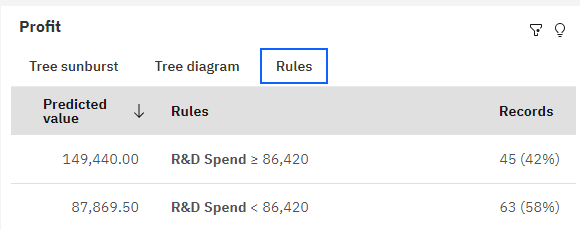 Profit
Tree sunburst Tree diagram Rules
Predicted value Rules Records
149,440.00 R&D Spend ≥ 86,420 45 (42%)
87,869.50 R&D Spend < 86,420 63 (58%)